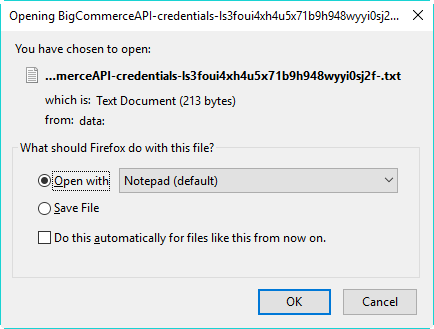 Opening BigCommerceAPI-credentials-ls3foui4xh4u5x71b9h948wyyi0sj2...
You have chosen to open:
...merceAPI-credentials-ls3foui4xh4u5x71b9h948wyyi0sj2f-.txt
which is: Text Document (213 bytes)
from: data:
What should Firefox do with this file?
Open with Notepad (default)
Save File
Do this automatically for files like this from now on.
OK Cancel